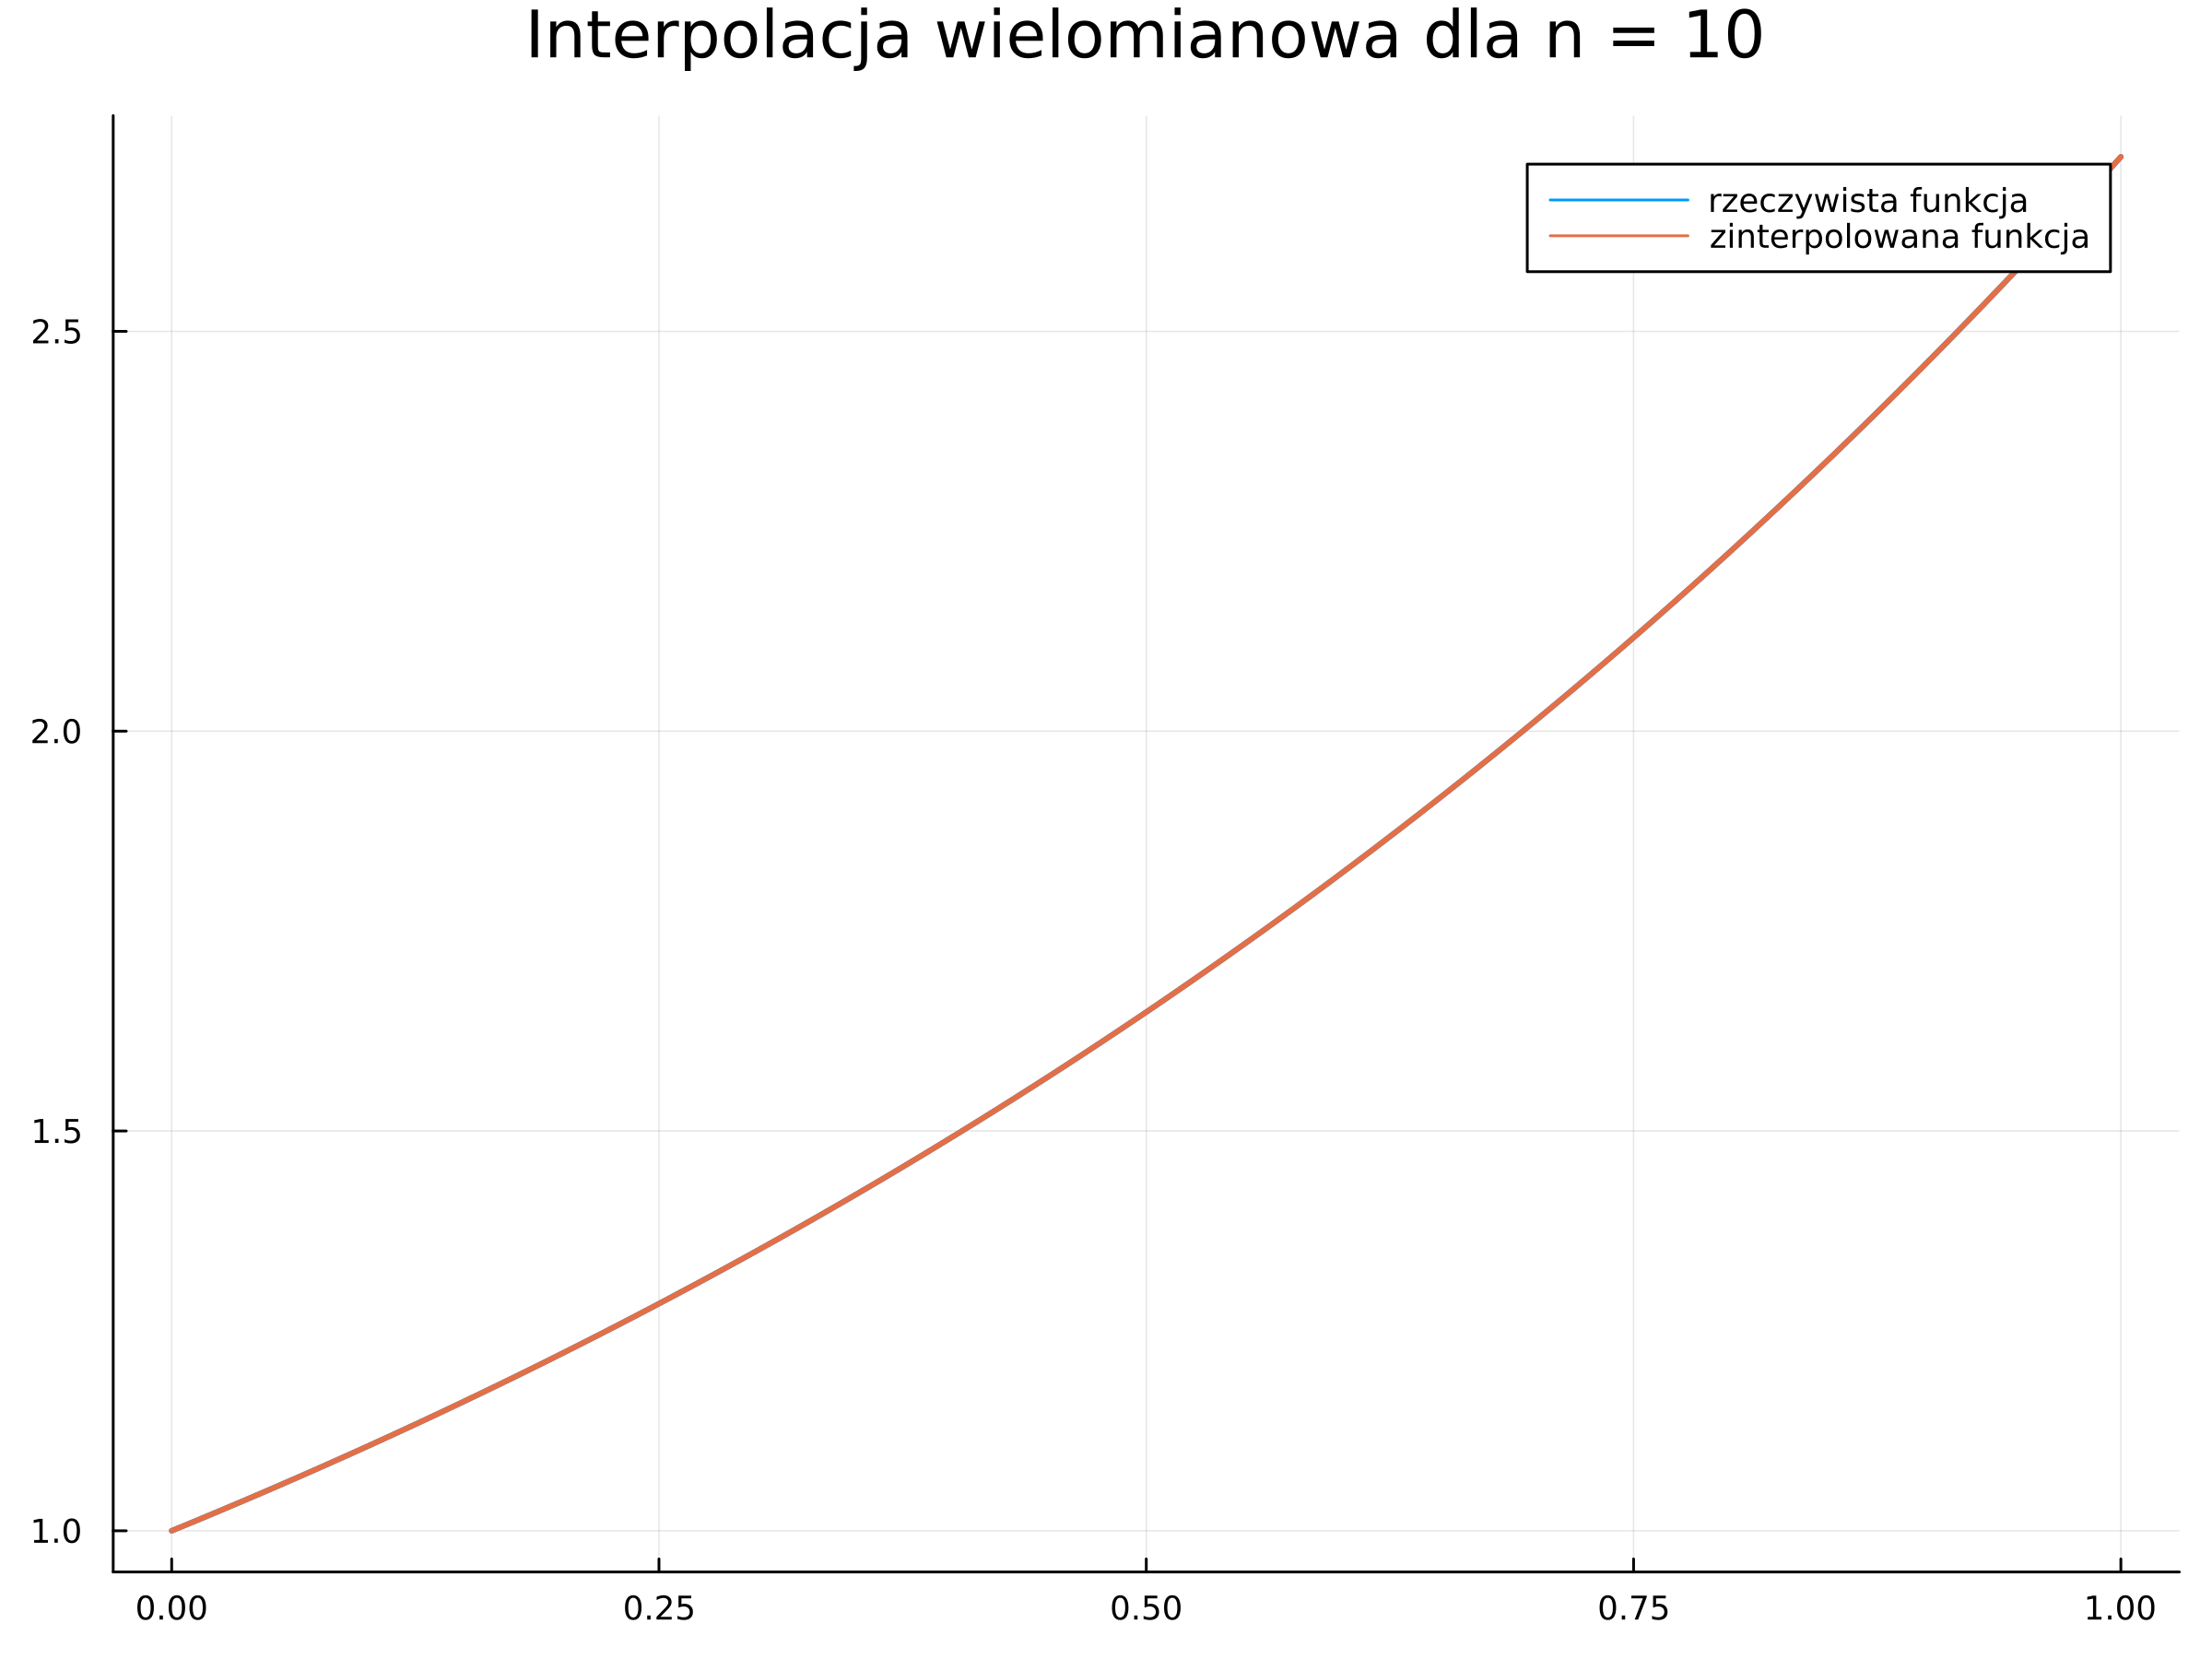 Interpolacja wielomianowa dla n = 10
rzeczywista funkcja
zinterpolowana funkcja
2.5
2.0
1.5
1.0
0.00 0.25 0.50 0.75 1.00